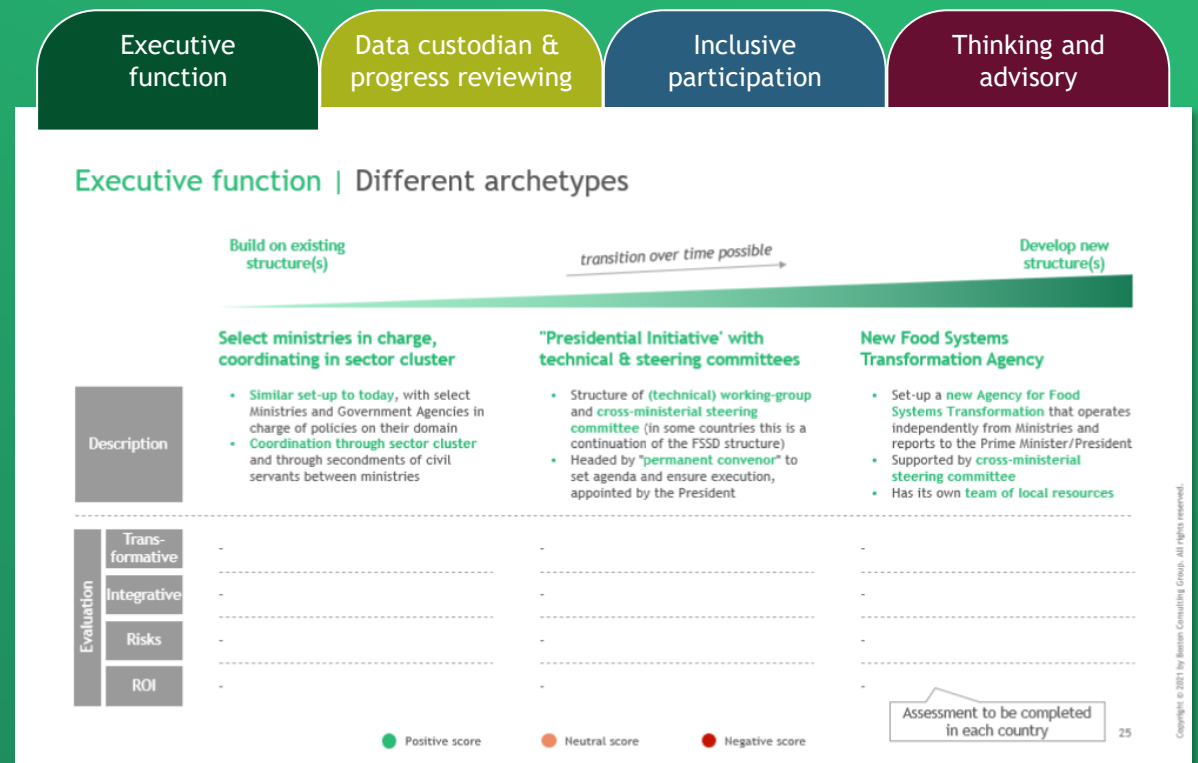 Executive
function
Data custodian &
progress reviewing
Inclusive
participation
Thinking and
advisory
Executive function | Different archetypes
Build on existing
structure(s)
transition over time possible
Develop new
structure(s)
Select ministries in charge,
coordinating in sector cluster
"Presidential Initiative' with
technical & steering committees
New Food Systems
Transformation Agency
Description
• Similar set-up to today, with select
Ministries and Government Agencies in
charge of policies on their domain
• Coordination through sector cluster
and through secondments of civil
servants between ministries
• Structure of (technical) working-group
and cross-ministerial steering
committee (in some countries this is a
continuation of the FSSD structure)
• Headed by "permanent convenor" to
set agenda and ensure execution,
appointed by the President
• Set-up a new Agency for Food
Systems Transformation that operates
independently from Ministries and
reports to the Prime Minister/President
• Supported by cross-ministerial
steering committee
• Has its own team of local resources
Evaluation
Trans-
formative
- - -
Integrative
- - -
Risks
- - -
ROI
- - -
Assessment to be completed
in each country
Positive score
Neutral score
Negative score
25
Copyright © 2021 by Boston Consulting Group. All rights reserved.